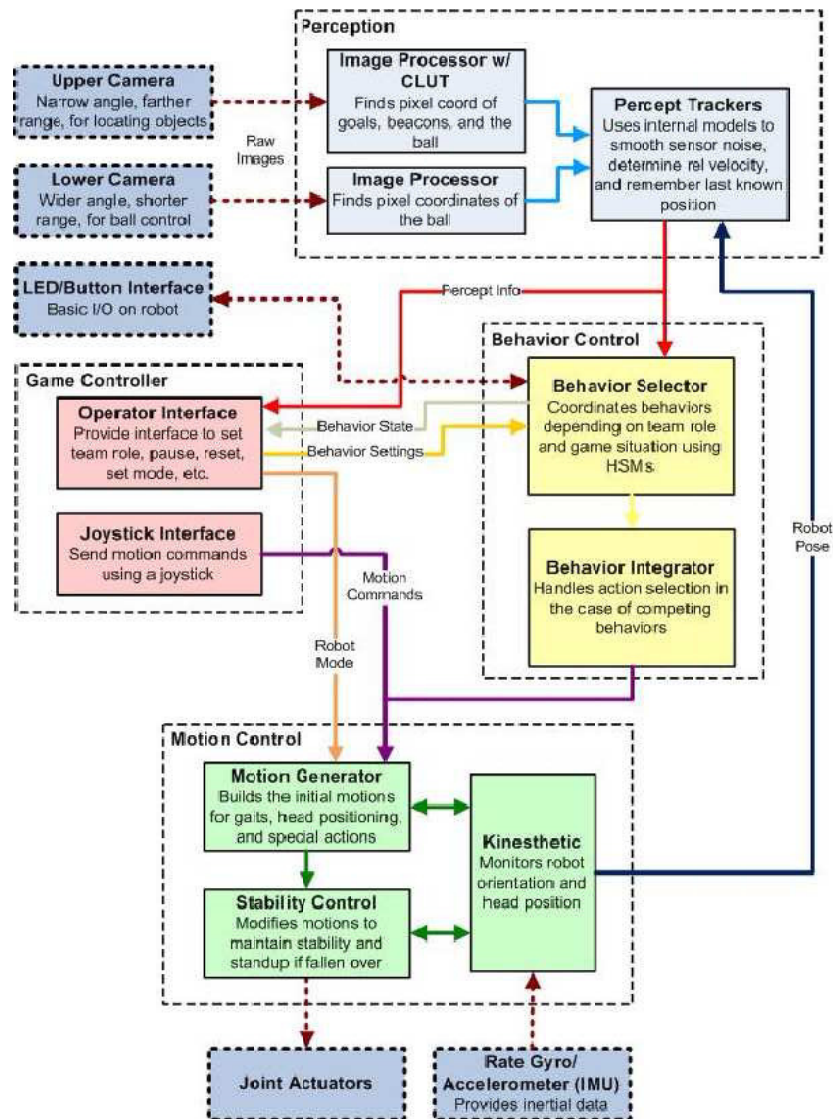 Perception
Upper Camera
Narrow angle, farther
range, for locating objects
Image Processor w/
CLUT
Finds pixel coord of
goals, beacons, and the
ball
Percept Trackers
Uses internal models to
smooth sensor noise,
determine rel velocity,
and remember last known
position
Raw
Images
Lower Camera
Wider angle, shorter
range, for ball control
Image Processor
Finds pixel coordinates
of the ball
LED/Button Interface
Basic I/O on robot
Percept Info
Behavior Control
Game Controller
Behavior Selector
Coordinates behaviors
depending on team role
and game situation using
HSMs
Operator Interface
Provide interface to set
team role, pause, reset,
set mode, etc.
Behavior State
Behavior Settings
Joystick Interface
Send motion commands
using a joystick
Robot
Pose
Behavior Integrator
Handles action selection in
the case of competing
behaviors
Motion
Commands
Robot
Mode
Motion Control
Motion Generator
Builds the initial motions
for gaits, head positioning,
and special actions
Kinesthetic
Monitors robot
orientation and
head position
Stability Control
Modifies motions to
maintain stability and
standup if fallen over
Joint Actuators
Rate Gyro/
Accelerometer (IMU)
Provides inertial data